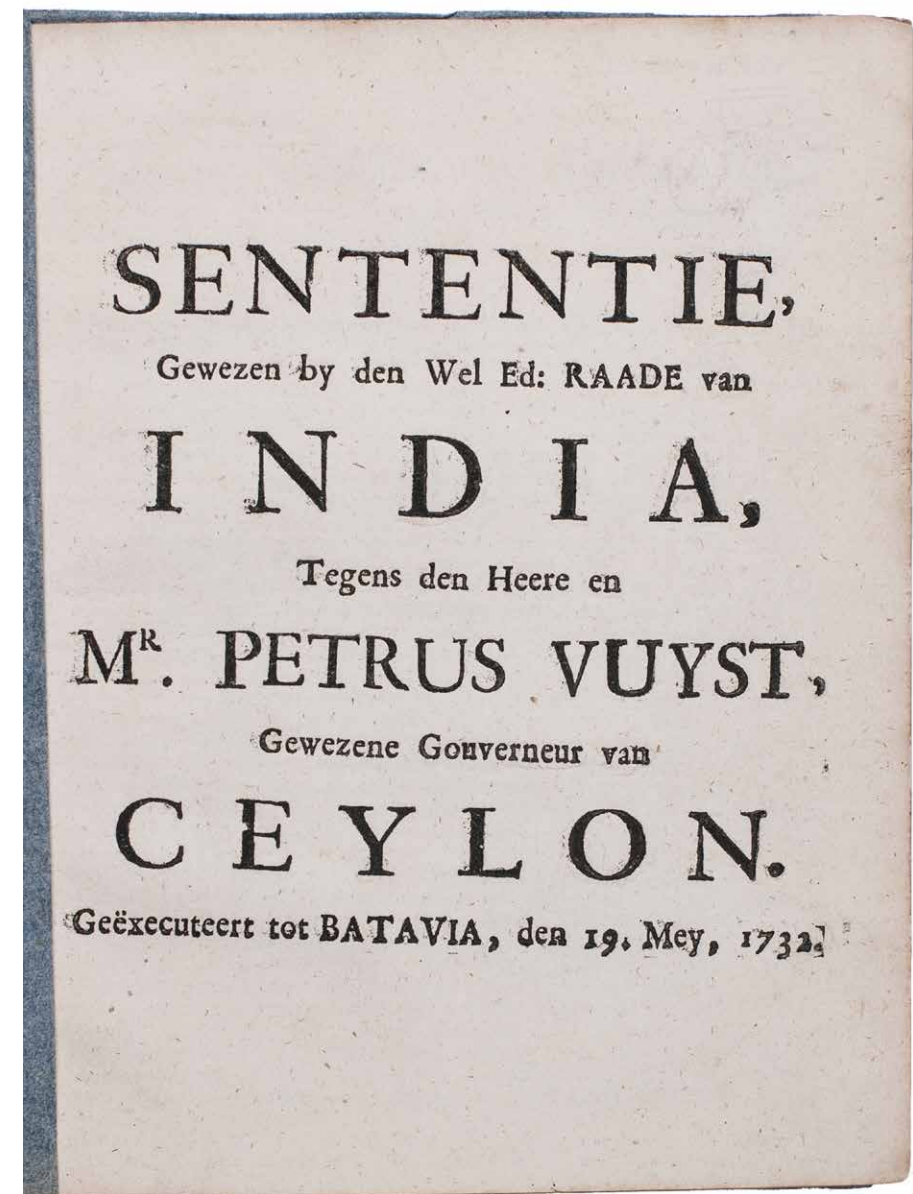 SENTENTIE,
Gewezen by den Wel Ed: RAADE van
INDIA,
Tegens den Heere en
MR. PETRUS VUYST,
Gewezene Gouverneur van
CEYLON.
Geëxecuteert tot BATAVIA, den 19. Mey, 1732.